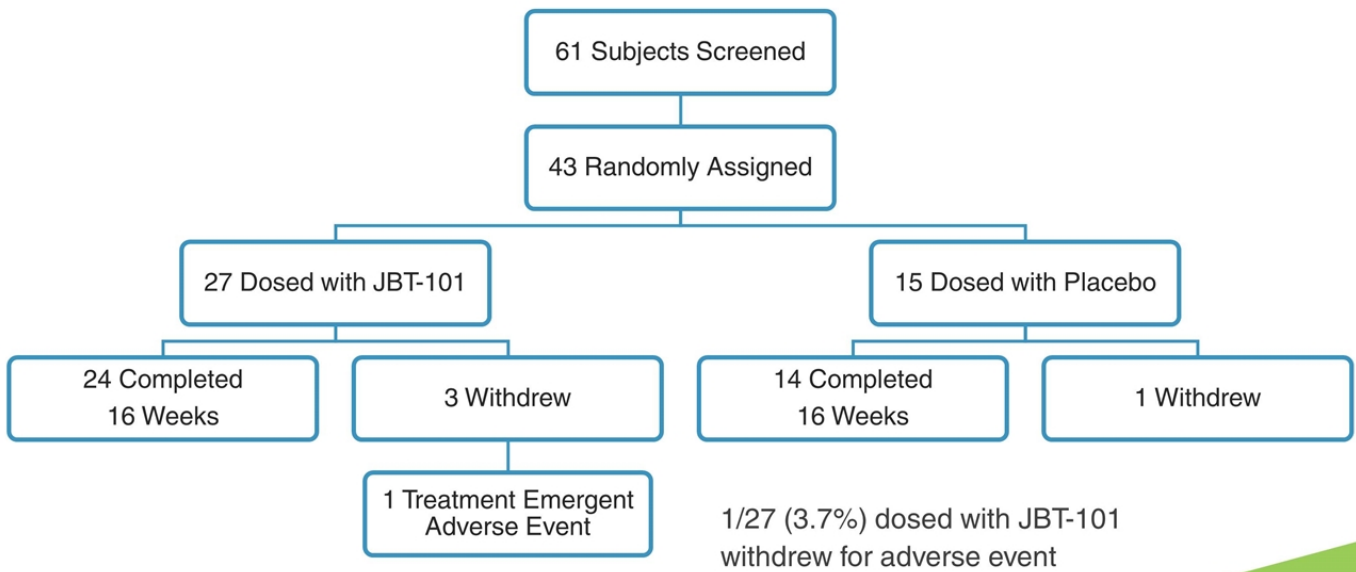 61 Subjects Screened
43 Randomly Assigned
27 Dosed with JBT-101
15 Dosed with Placebo
24 Completed
16 Weeks
3 Withdrew
14 Completed
16 Weeks
1 Withdrew
1 Treatment Emergent
Adverse Event
1/27 (3.7%) dosed with JBT-101
withdrew for adverse event